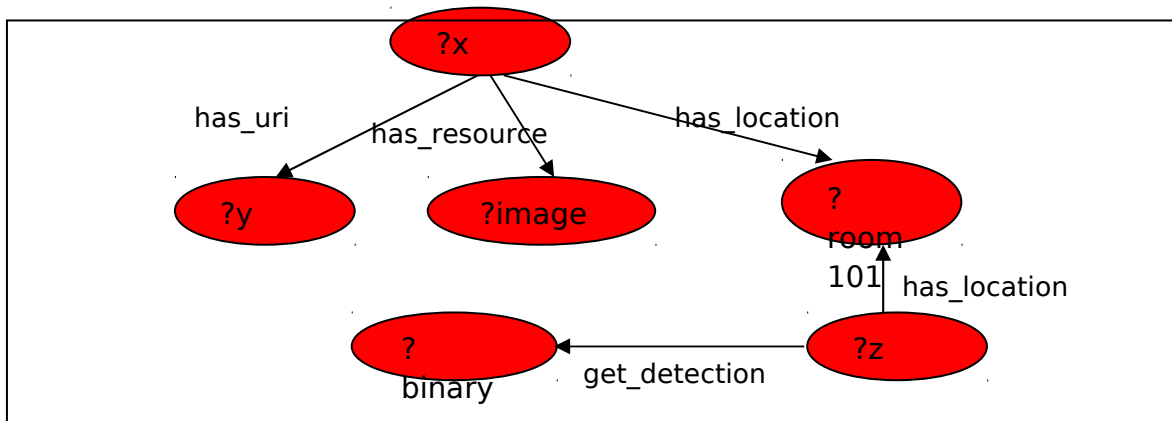 ?x
has_uri
has_resource
has_location
?y
?image
?
room
101
has_location
?
binary
get_detection
?z